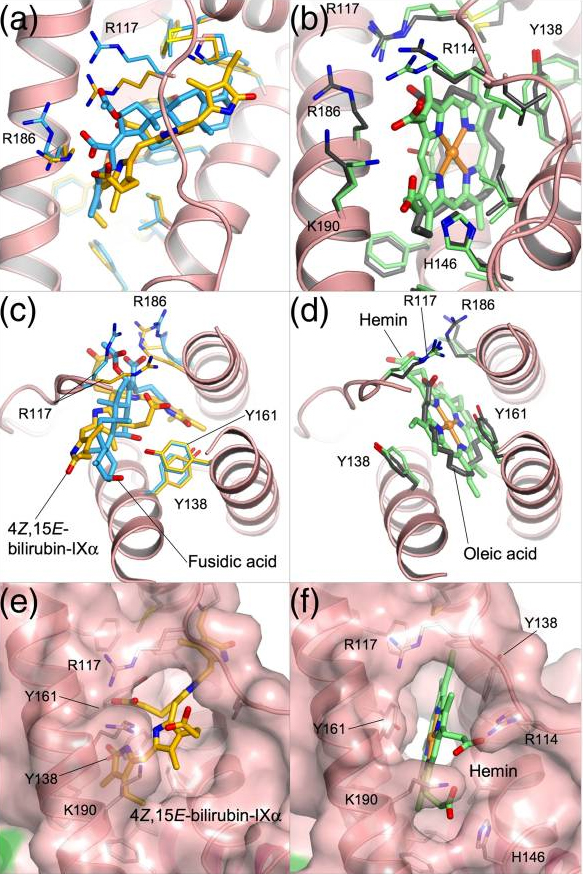 (a)
R117
R186
(b)
R117
R114
Y138
R186
K190
H146
(c)
R186
R117
Y161
Y138
4Z,15E-
bilirubin-IXα
Fusidic acid
(d)
R117
R186
Hemin
Y161
Y138
Oleic acid
(e)
R117
Y161
Y138
K190
4Z,15E-bilirubin-IXα
(f)
Y138
R117
Y161
R114
Hemin
K190
H146